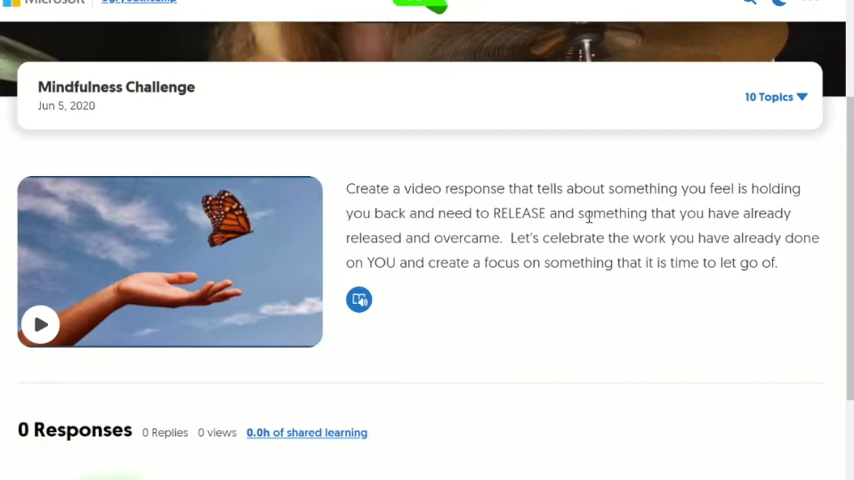 Microsoft
Mindfulness Challenge
Jun 5, 2020
10 Topics
Create a video response that tells about something you feel is holding
you back and need to RELEASE and something that you have already
released and overcame. Let's celebrate the work you have already done
on YOU and create a focus on something that it is time to let go of.
0 Responses 0 Replies 0 views 0.0h of shared learning